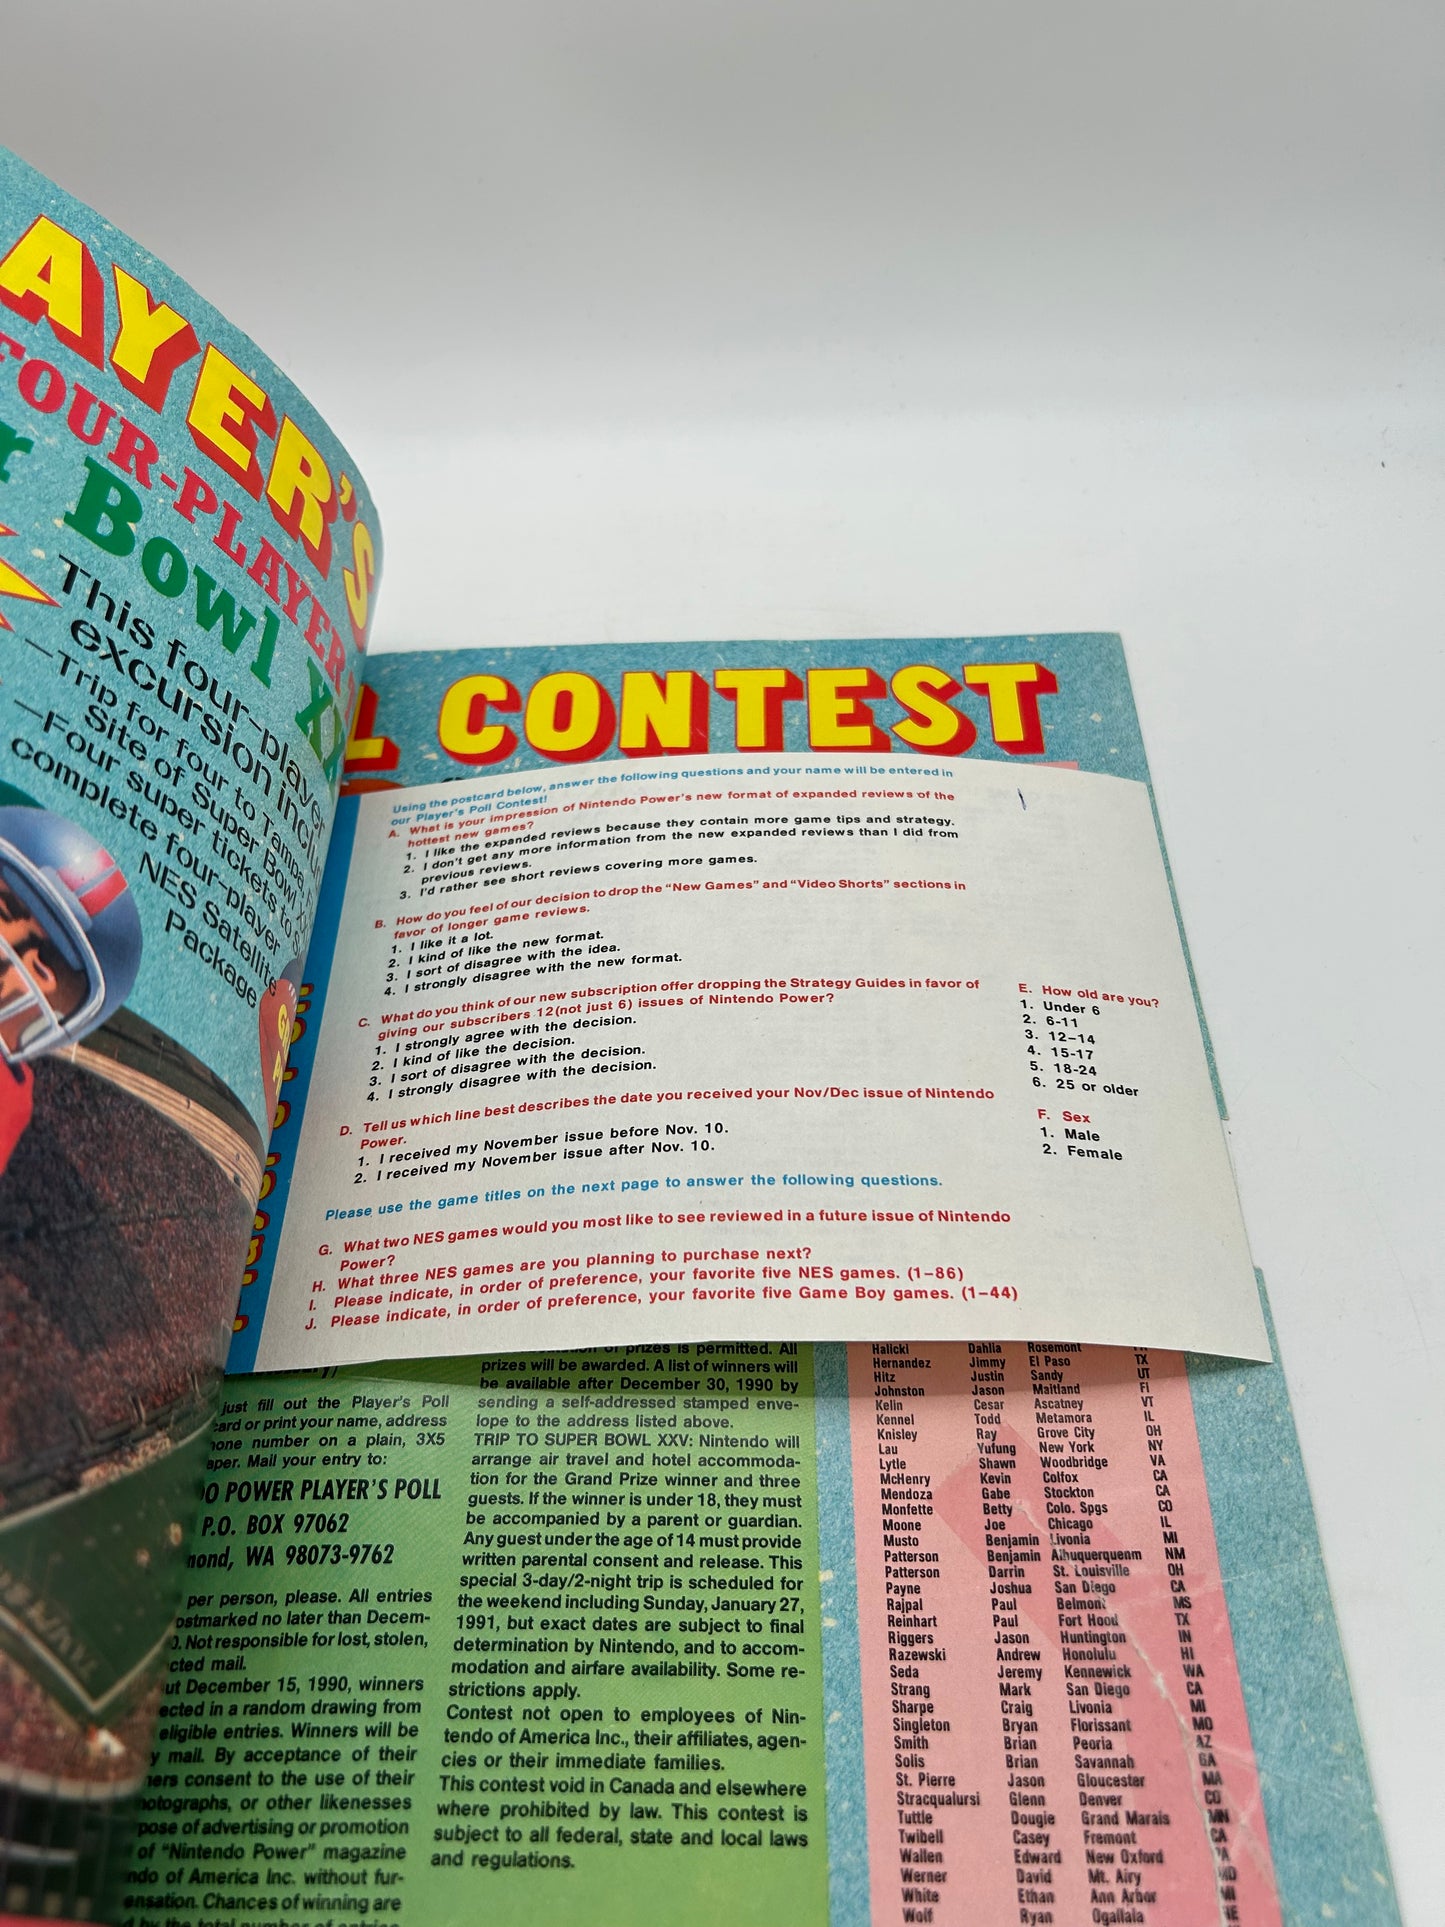 AYER'S
FOUR-PLAYER
Bowl XX
This four-player
excursion
—Trip for four to Tampa,
Site of Super Bowl
—Four super tickets to
complete four-player
NES Satellite
package
L CONTEST
Using the postcard below, answer the following questions and your name will be entered in
our Player's Poll Contest!
A. What is your impression of Nintendo Power's new format of expanded reviews of the
hottest new games?
1. I like the expanded reviews because they contain more game tips and strategy.
2. I don't get any more information from the new expanded reviews than I did from
previous reviews.
3. I'd rather see short reviews covering more games.
B. How do you feel of our decision to drop the "New Games" and "Video Shorts" sections in
favor of longer game reviews.
1. I like it a lot.
2. I kind of like the new format.
3. I sort of disagree with the idea.
4. I strongly disagree with the new format.
C. What do you think of our new subscription offer dropping the Strategy Guides in favor of
giving our subscribers 12(not just 6) issues of Nintendo Power?
1. I strongly agree with the decision.
2. I kind of like the decision.
3. I sort of disagree with the decision.
4. I strongly disagree with the decision.
D. Tell us which line best describes the date you received your Nov/Dec issue of Nintendo
Power.
1. I received my November issue before Nov. 10.
2. I received my November issue after Nov. 10.
E. How old are you?
1. Under 6
2. 6-11
3. 12-14
4. 15-17
5. 18-24
6. 25 or older
F. Sex
1. Male
2. Female
Please use the game titles on the next page to answer the following questions.
G. What two NES games would you most like to see reviewed in a future issue of Nintendo
Power?
H. What three NES games are you planning to purchase next?
I. Please indicate, in order of preference, your favorite five NES games. (1-86)
J. Please indicate, in order of preference, your favorite five Game Boy games. (1-44)
just fill out the Player's Poll
card or print your name, address
number on a plain, 3X5
Mail your entry to:
POWER PLAYER'S POLL
P.O. BOX 97062
mond, WA 98073-9762
per person, please. All entries
postmarked no later than Decem-
Not responsible for lost, stolen,
mail.
December 15, 1990, winners
in a random drawing from
eligible entries. Winners will be
mail. By acceptance of their
consent to the use of their
or other likenesses
of advertising or promotion
of "Nintendo Power" magazine
of America Inc. without fur-
Chances of winning are
by the total number of entries
of prizes is permitted. All
prizes will be awarded. A list of winners will
be available after December 30, 1990 by
sending a self-addressed stamped enve-
lope to the address listed above.
TRIP TO SUPER BOWL XXV: Nintendo will
arrange air travel and hotel accommoda-
tion for the Grand Prize winner and three
guests. If the winner is under 18, they must
be accompanied by a parent or guardian.
Any guest under the age of 14 must provide
written parental consent and release. This
special 3-day/2-night trip is scheduled for
the weekend including Sunday, January 27,
1991, but exact dates are subject to final
determination by Nintendo, and to accom-
modation and airfare availability. Some re-
strictions apply.
Contest not open to employees of Nin-
tendo of America Inc., their affiliates, agen-
cies or their immediate families.
This contest void in Canada and elsewhere
where prohibited by law. This contest is
subject to all federal, state and local laws
and regulations.
Halicki Dahlia Rosemont
Hernandez Jimmy El Paso TX
Hitz Justin Sandy UT
Johnston Jason Maitland FI
Kelin Cesar Ascatney VT
Kennel Todd Metamora IL
Knisley Ray Grove City OH
Lau Yufung New York NY
Lytle Shawn Woodbridge VA
McHenry Kevin Colfox CA
Mendoza Gabe Stockton CA
Monfette Betty Colo. Spgs CO
Moone Joe Chicago IL
Musto Benjamin Livonia MI
Patterson Benjamin Albuquerquenm NM
Patterson Darrin St. Louisville OH
Payne Joshua San Diego CA
Rajpal Paul Belmont MS
Reinhart Paul Fort Hood TX
Riggers Jason Huntington IN
Razewski Andrew Honolulu HI
Seda Jeremy Kennewick WA
Strang Mark San Diego CA
Sharpe Craig Livonia MI
Singleton Bryan Florissant MO
Smith Brian Peoria AZ
Solis Brian Savannah GA
St. Pierre Jason Gloucester MA
Stracqualursi Glenn Denver CO
Tuttle Dougie Grand Marais MN
Twibell Casey Fremont CA
Wallen Edward New Oxford PA
Werner David Mt. Airy MD
White Ethan Ann Arbor MI
Wolf Ryan Ogallala NE